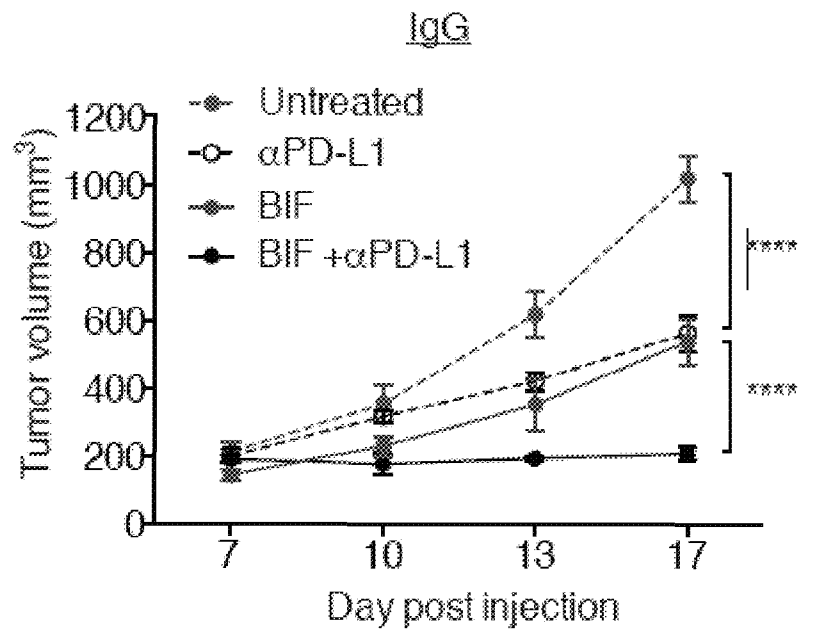 IgG
Untreated
αPD-L1
BIF
BIF +αPD-L1
Tumor volume (mm³)
1200
1000
800
600
400
200
0
7 10 13 17
Day post injection
****
****